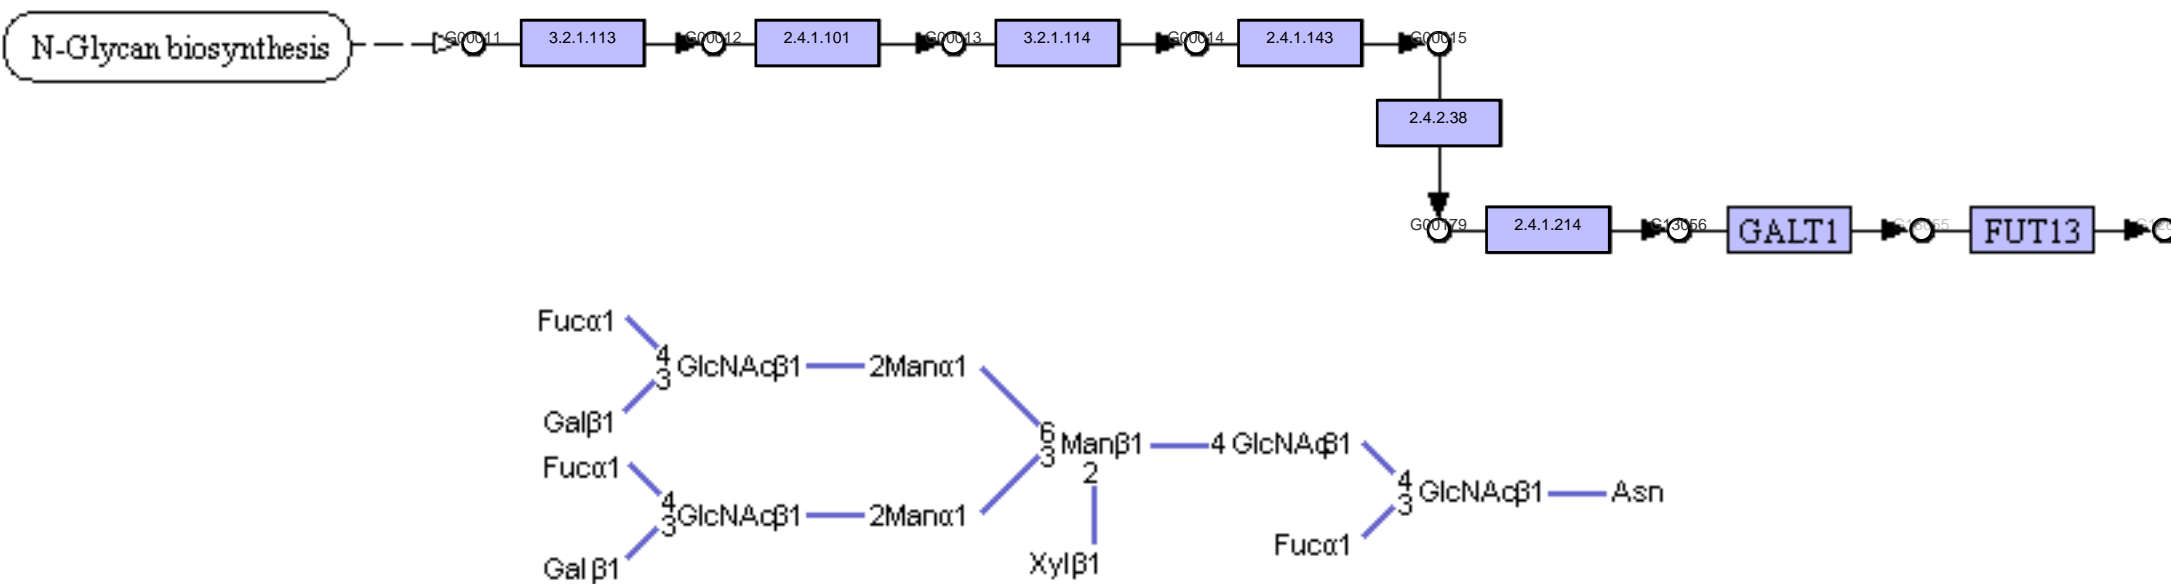 N-Glycan biosynthesis
G00011 3.2.1.113 G00012 2.4.1.101 G00013 3.2.1.114 G00014 2.4.1.143 G00015
2.4.2.38
G00179 2.4.1.214 G13056 GALT1 FUT13
Fucα1
4
GlcNAcβ1 2Manα1
3
Galβ1
6
Manβ1 4 GlcNAcβ1
3
2
Fucα1
4
GlcNAcβ1 2Manα1
3
Galβ1
Xylβ1
4
GlcNAcβ1 Asn
3
Fucα1